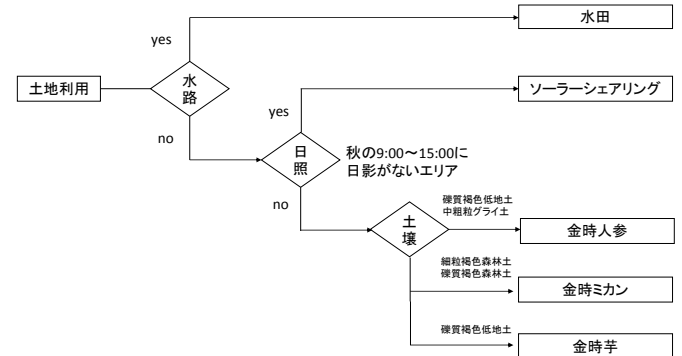 水田
yes
土地利用
水路
ソーラーシェアリング
yes
no
日照
秋の9:00～15:00に
日影がないエリア
no
礫質褐色低地土
中粗粒グライ土
土壌
金時人参
細粒褐色森林土
礫質褐色森林土
金時ミカン
礫質褐色低地土
金時芋